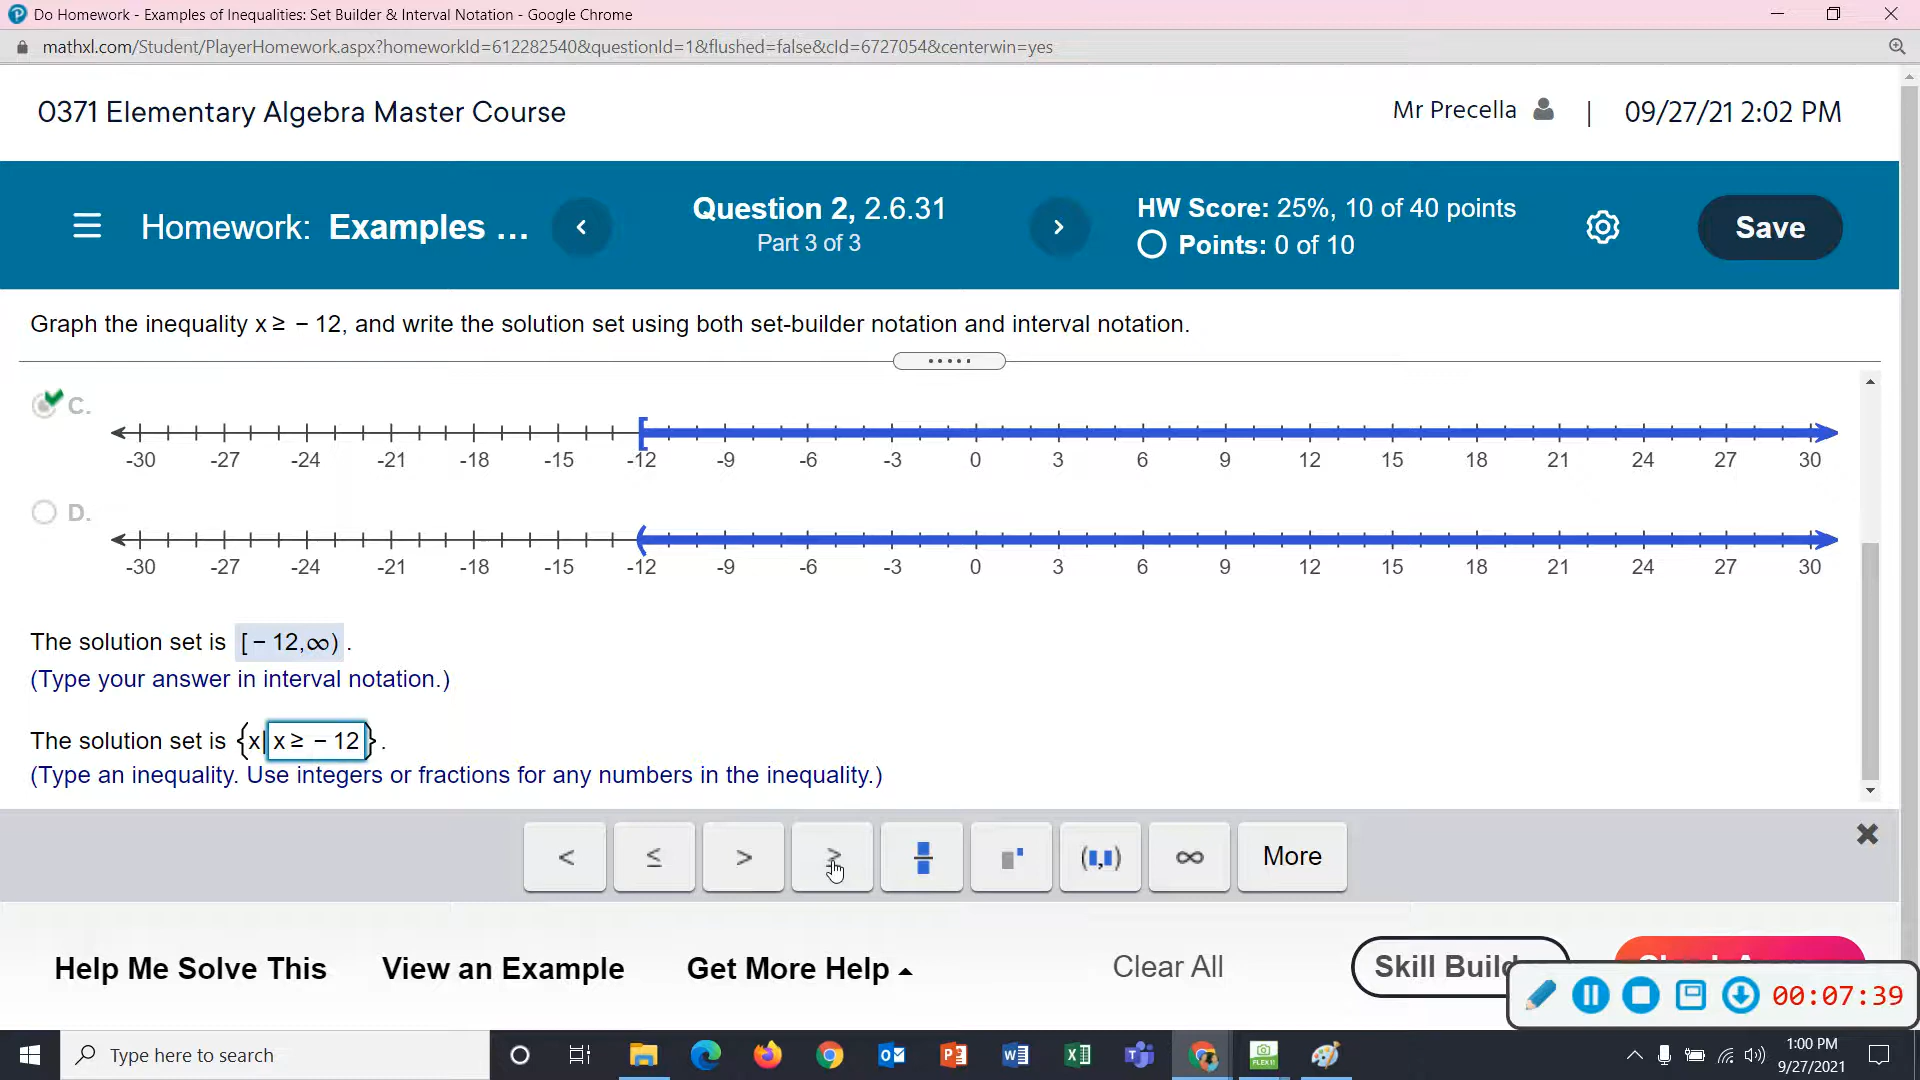 Do Homework - Examples of Inequalities: Set Builder & Interval Notation - Google Chrome
mathxl.com/Student/PlayerHomework.aspx?homeworkId=612282540&questionId=1&flushed=false&cId=6727054&centerwin=yes
0371 Elementary Algebra Master Course
Mr Precella | 09/27/21 2:02 PM
Homework: Examples ...
Question 2, 2.6.31
Part 3 of 3
HW Score: 25%, 10 of 40 points
Points: 0 of 10
Save
Graph the inequality x ≥ − 12, and write the solution set using both set-builder notation and interval notation.
C.
-30 -27 -24 -21 -18 -15 -12 -9 -6 -3 0 3 6 9 12 15 18 21 24 27 30
D.
-30 -27 -24 -21 -18 -15 -12 -9 -6 -3 0 3 6 9 12 15 18 21 24 27 30
The solution set is [ − 12,∞) .
(Type your answer in interval notation.)
The solution set is {x| x ≥ − 12 } .
(Type an inequality. Use integers or fractions for any numbers in the inequality.)
< ≤ > ≥ (▮,▮) ∞ More
Help Me Solve This
View an Example
Get More Help
Clear All
Skill Build
00:07:39
Type here to search
1:00 PM
9/27/2021